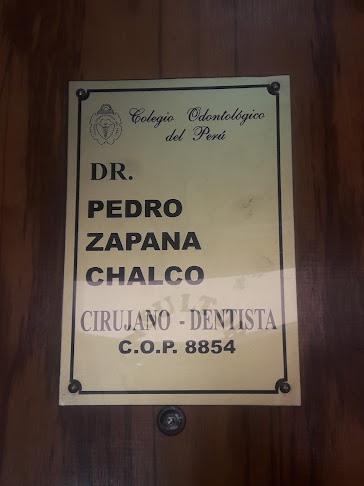 Colegio Odontológico
del Perú
DR.
PEDRO
ZAPANA
CHALCO
CIRUJANO - DENTISTA
C.O.P. 8854